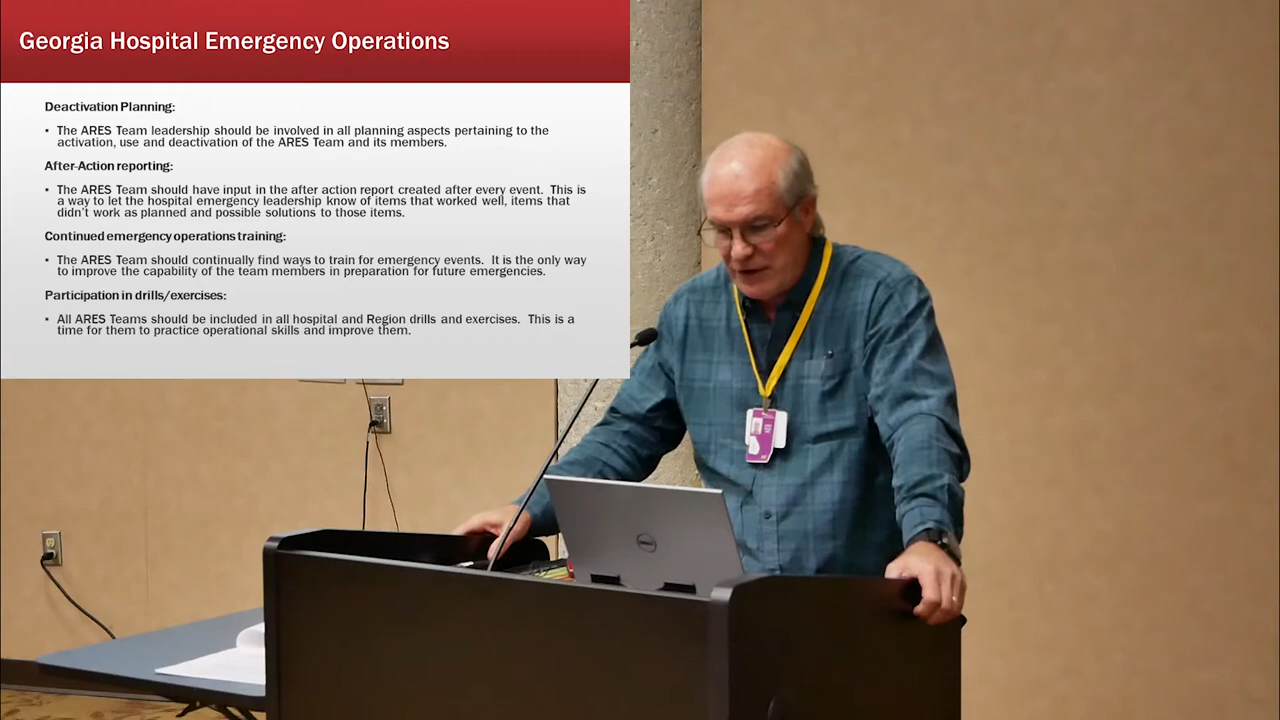 Georgia Hospital Emergency Operations
Deactivation Planning:
▪ The ARES Team leadership should be involved in all planning aspects pertaining to the
activation, use and deactivation of the ARES Team and its members.
After-Action reporting:
▪ The ARES Team should have input in the after action report created after every event. This is
a way to let the hospital emergency leadership know of items that worked well, items that
didn't work as planned and possible solutions to those items.
Continued emergency operations training:
▪ The ARES Team should continually find ways to train for emergency events. It is the only way
to improve the capability of the team members in preparation for future emergencies.
Participation in drills/exercises:
▪ All ARES Teams should be included in all hospital and Region drills and exercises. This is a
time for them to practice operational skills and improve them.
DELL